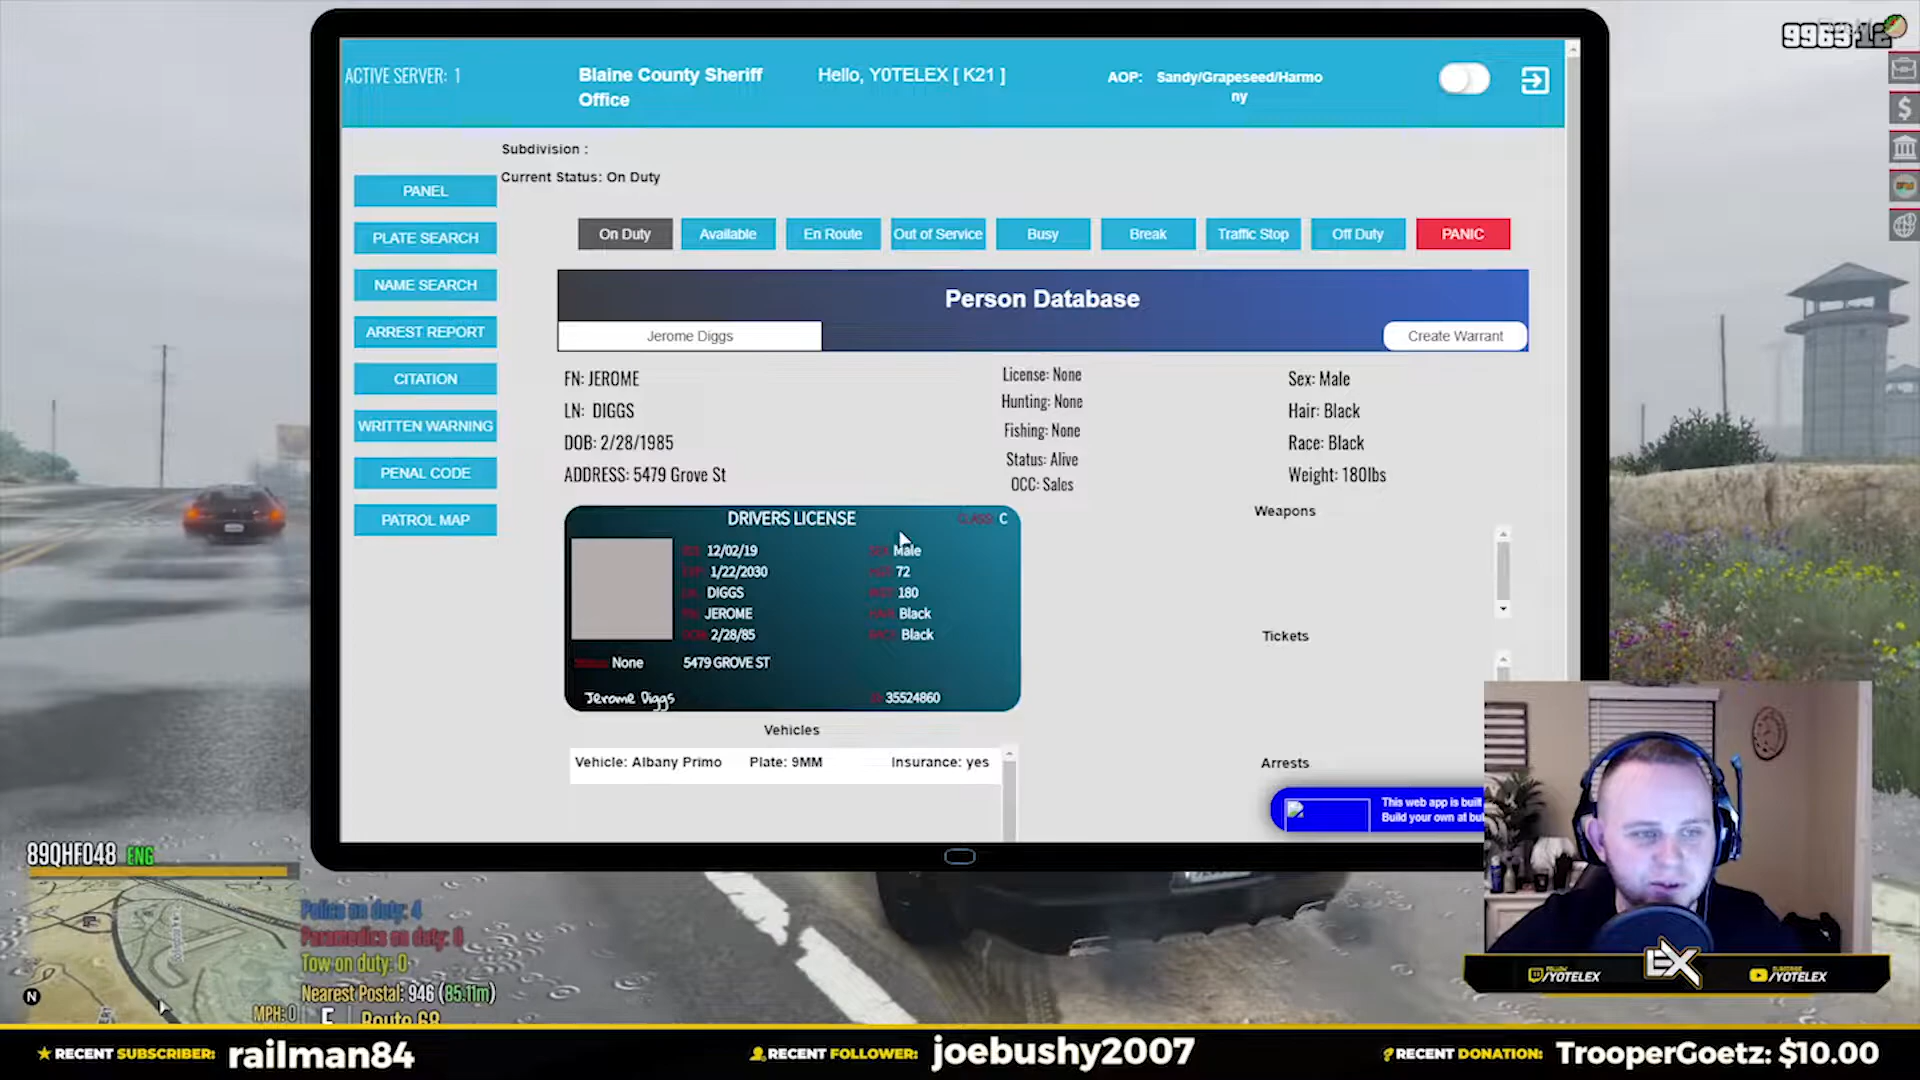 ACTIVE SERVER: 1
Blaine County Sheriff
Office
Hello, Y0TELEX [ K21 ]
AOP: Sandy/Grapeseed/Harmo
ny
Subdivision :
Current Status: On Duty
PANEL
PLATE SEARCH
NAME SEARCH
ARREST REPORT
CITATION
WRITTEN WARNING
PENAL CODE
PATROL MAP
On Duty
Available
En Route
Out of Service
Busy
Break
Traffic Stop
Off Duty
PANIC
Person Database
Jerome Diggs
Create Warrant
FN: JEROME
LN: DIGGS
DOB: 2/28/1985
ADDRESS: 5479 Grove St
License: None
Hunting: None
Fishing: None
Status: Alive
OCC: Sales
Sex: Male
Hair: Black
Race: Black
Weight: 180lbs
DRIVERS LICENSE
CLASS C
12/02/19
1/22/2030
DIGGS
JEROME
2/28/85
Male
72
180
Black
Black
None
5479 GROVE ST
Jerome Diggs
35524860
Vehicles
Vehicle: Albany Primo Plate: 9MM Insurance: yes
Weapons
Tickets
Arrests
This web app is built
Build your own at bu
89QHF048 ENG
Police on duty: 4
Paramedics on duty: 0
Tow on duty: 0
Nearest Postal: 946 (85.11m)
MPH: 0
E | Route 68
N
FOLLOW
/YOTELEX
EX
SUBSCRIBE
/YOTELEX
RECENT SUBSCRIBER: railman84
RECENT FOLLOWER: joebushy2007
RECENT DONATION: TrooperGoetz: $10.00